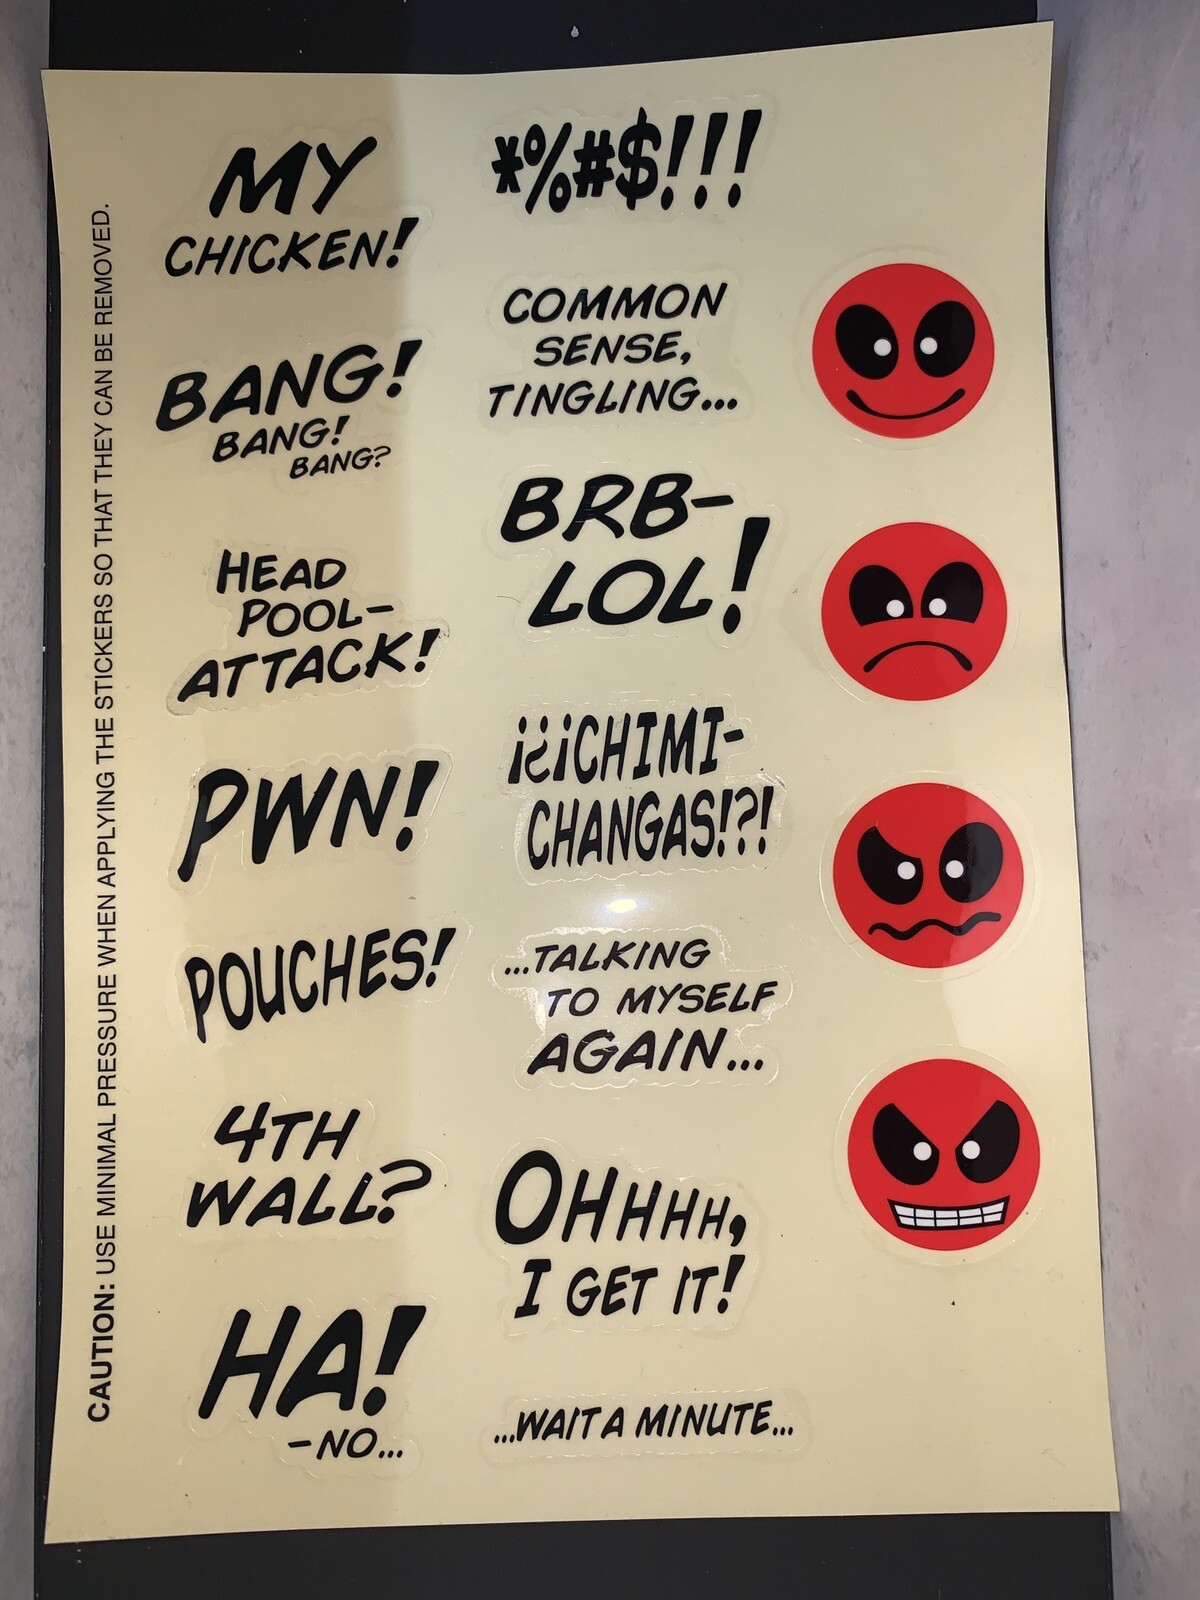 CAUTION: USE MINIMAL PRESSURE WHEN APPLYING THE STICKERS SO THAT THEY CAN BE REMOVED.
MY
CHICKEN!
BANG!
BANG!
BANG?
HEAD
POOL-
ATTACK!
PWN!
POUCHES!
4TH
WALL?
HA!
-NO...
*%#$!!!
COMMON
SENSE,
TINGLING...
BRB-
LOL!
¡¿¡CHIMI-
CHANGAS!?!
...TALKING
TO MYSELF
AGAIN...
OHHHHH,
I GET IT!
...WAIT A MINUTE...